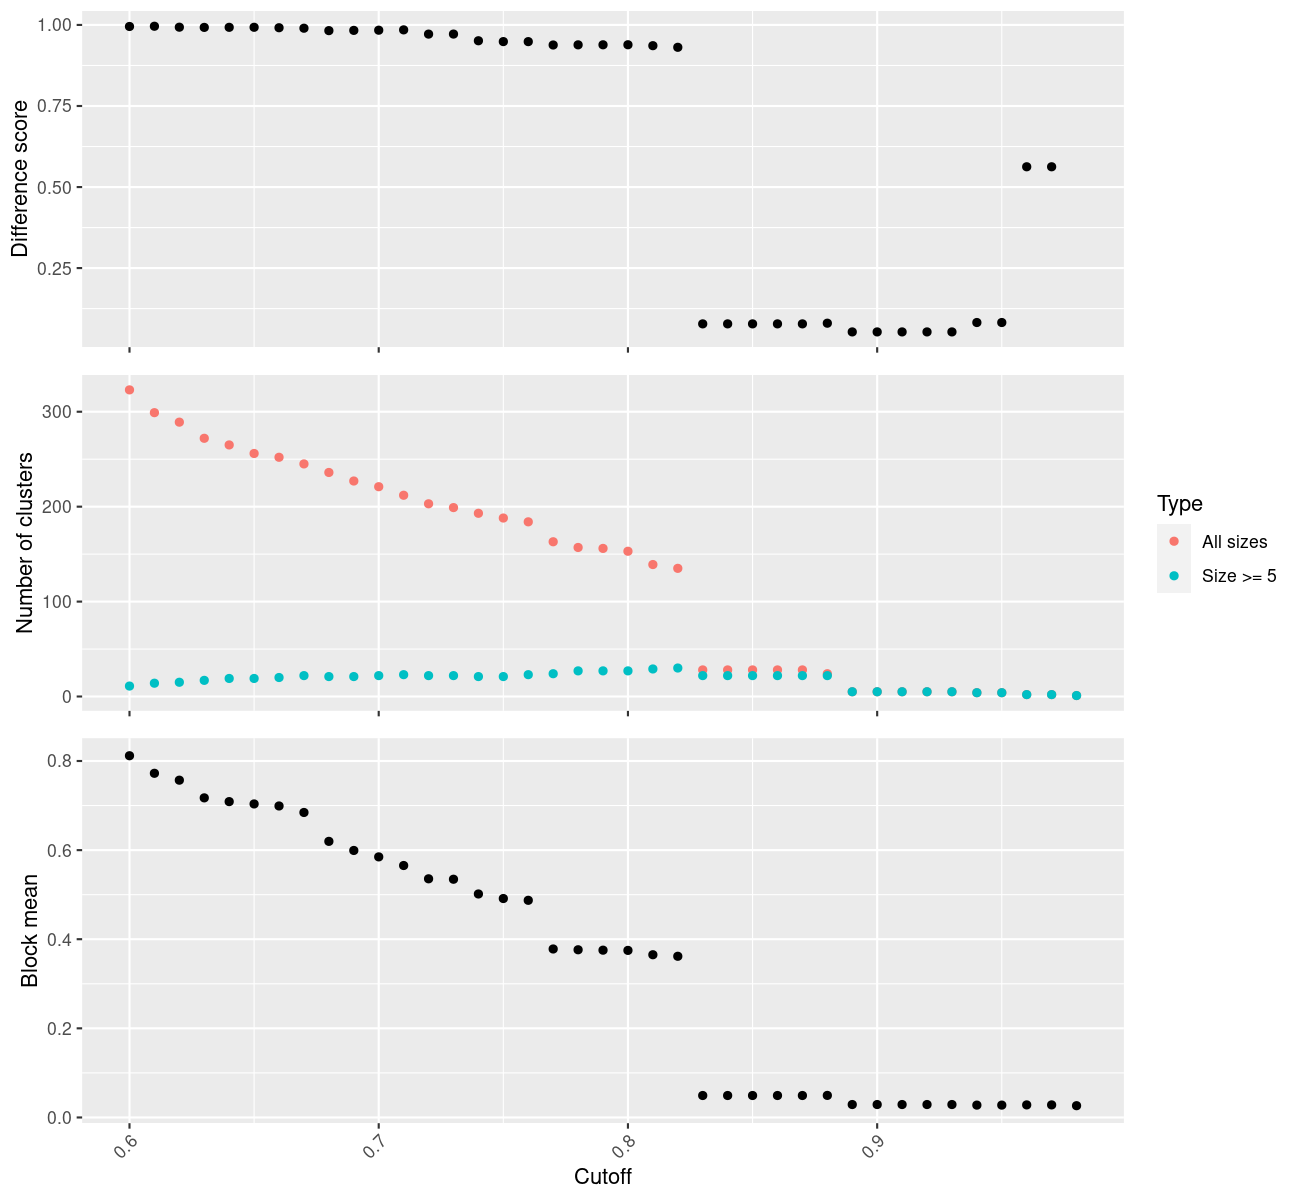 1.00
0.75
0.50
0.25
Difference score
300
200
100
0
Number of clusters
Type
All sizes
Size >= 5
0.8
0.6
0.4
0.2
0.0
Block mean
0.6 0.7 0.8 0.9
Cutoff